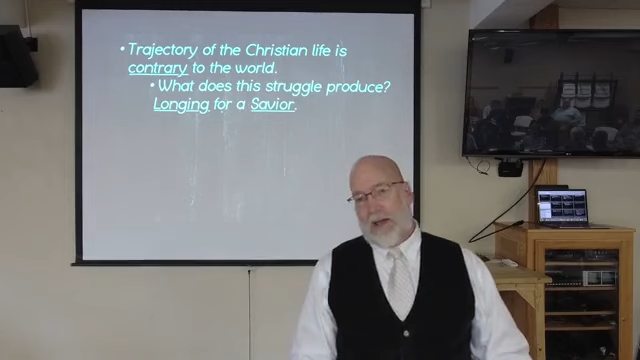 • Trajectory of the Christian life is
contrary to the world.
• What does this struggle produce?
Longing for a Savior.